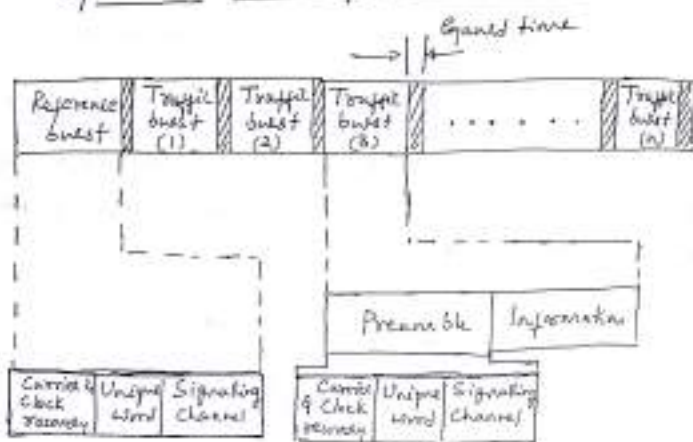 Guard time
Reference burst
Traffic burst (1)
Traffic burst (2)
Traffic burst (3)
. . . . . .
Traffic burst (n)
Preamble
Information
Carrier & Clock recovery
Unique word
Signaling Channel
Carrier & Clock recovery
Unique word
Signaling Channel